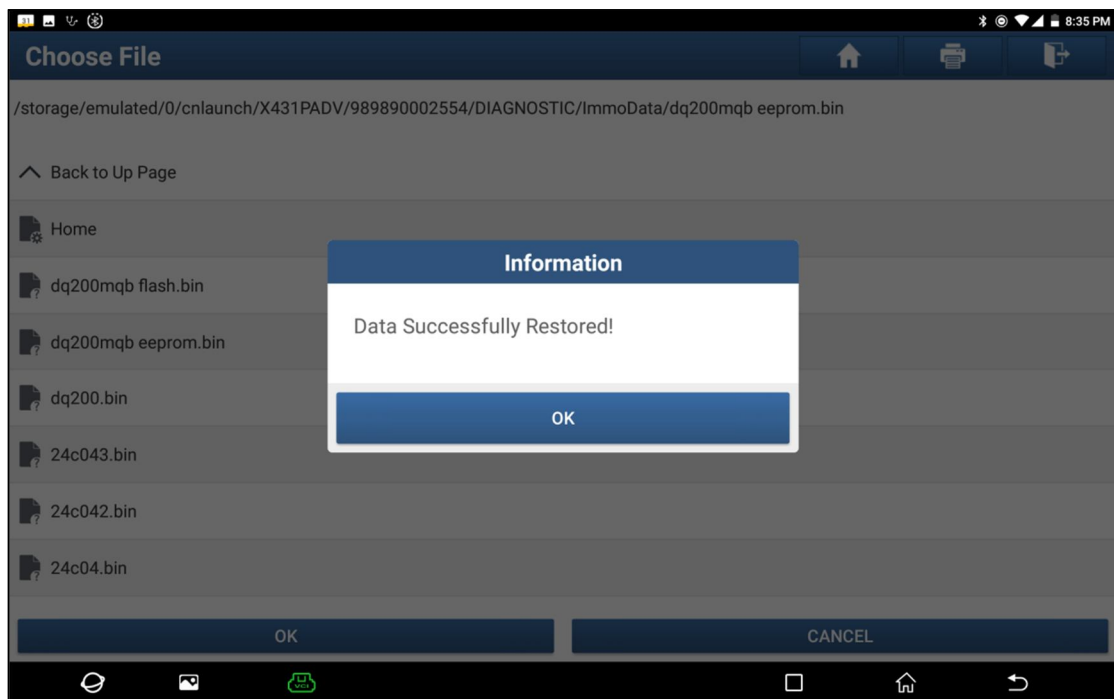 31
8:35 PM
Choose File
/storage/emulated/0/cnlaunch/X431PADV/989890002554/DIAGNOSTIC/ImmoData/dq200mqb eeprom.bin
Back to Up Page
Home
dq200mqb flash.bin
dq200mqb eeprom.bin
dq200.bin
24c043.bin
24c042.bin
24c04.bin
Information
Data Successfully Restored!
OK
OK
CANCEL
VCI